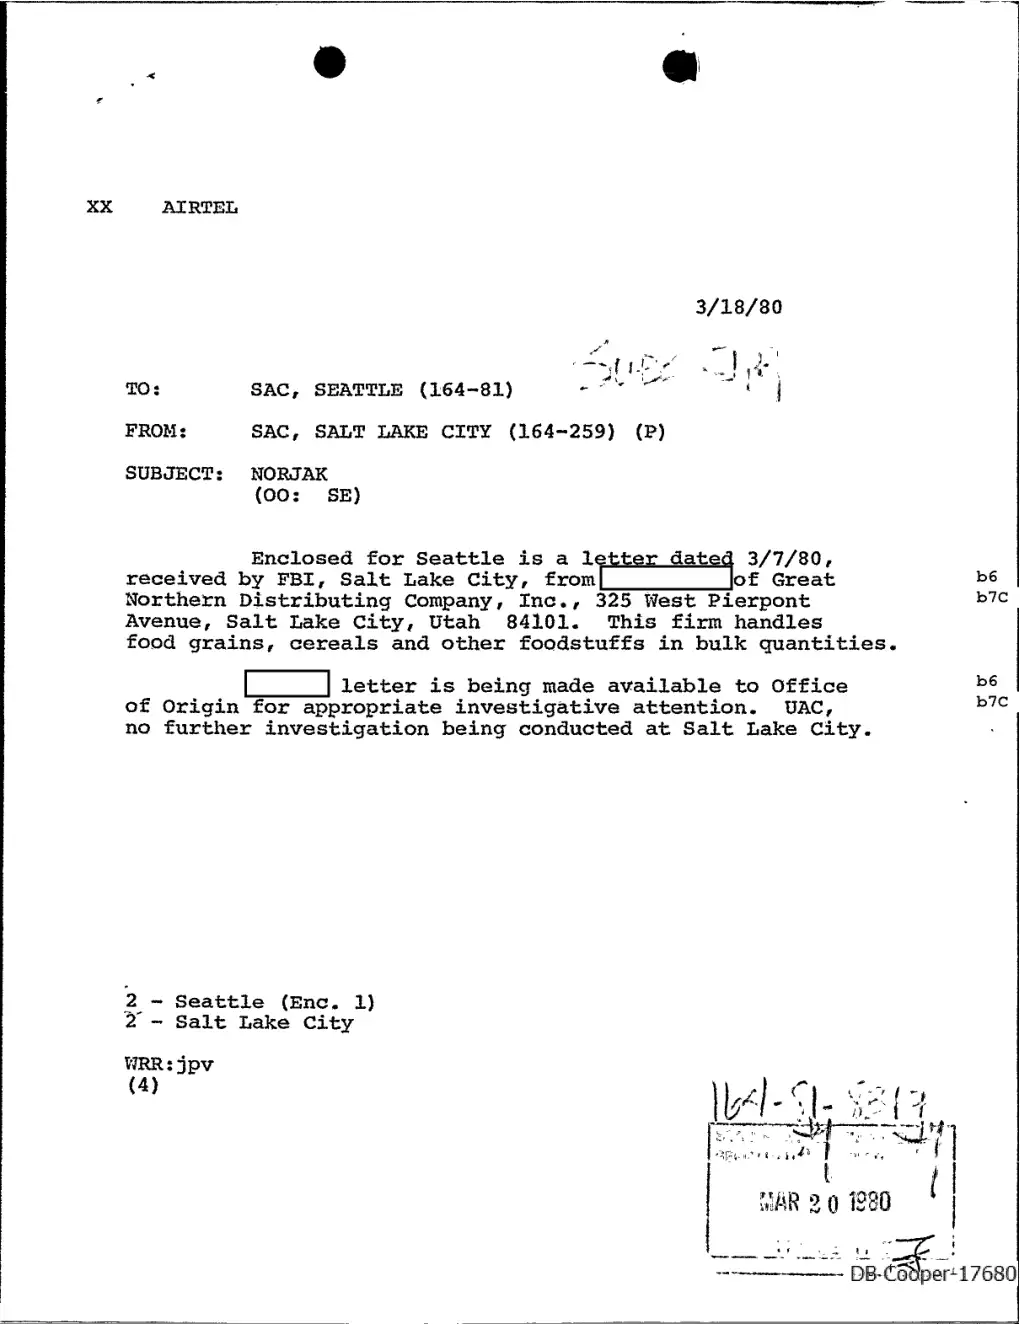 XX AIRTEL
3/18/80
TO: SAC, SEATTLE (164-81)
FROM: SAC, SALT LAKE CITY (164-259) (P)
SUBJECT: NORJAK
(OO: SE)
Enclosed for Seattle is a letter dated 3/7/80,
received by FBI, Salt Lake City, from of Great
b6
Northern Distributing Company, Inc., 325 West Pierpont
b7C
Avenue, Salt Lake City, Utah 84101. This firm handles
food grains, cereals and other foodstuffs in bulk quantities.
letter is being made available to Office
b6
of Origin for appropriate investigative attention. UAC,
b7C
no further investigation being conducted at Salt Lake City.
2 - Seattle (Enc. 1)
2 - Salt Lake City
WRR:jpv
(4)
MAR 20 1980
DB Cooper-17680